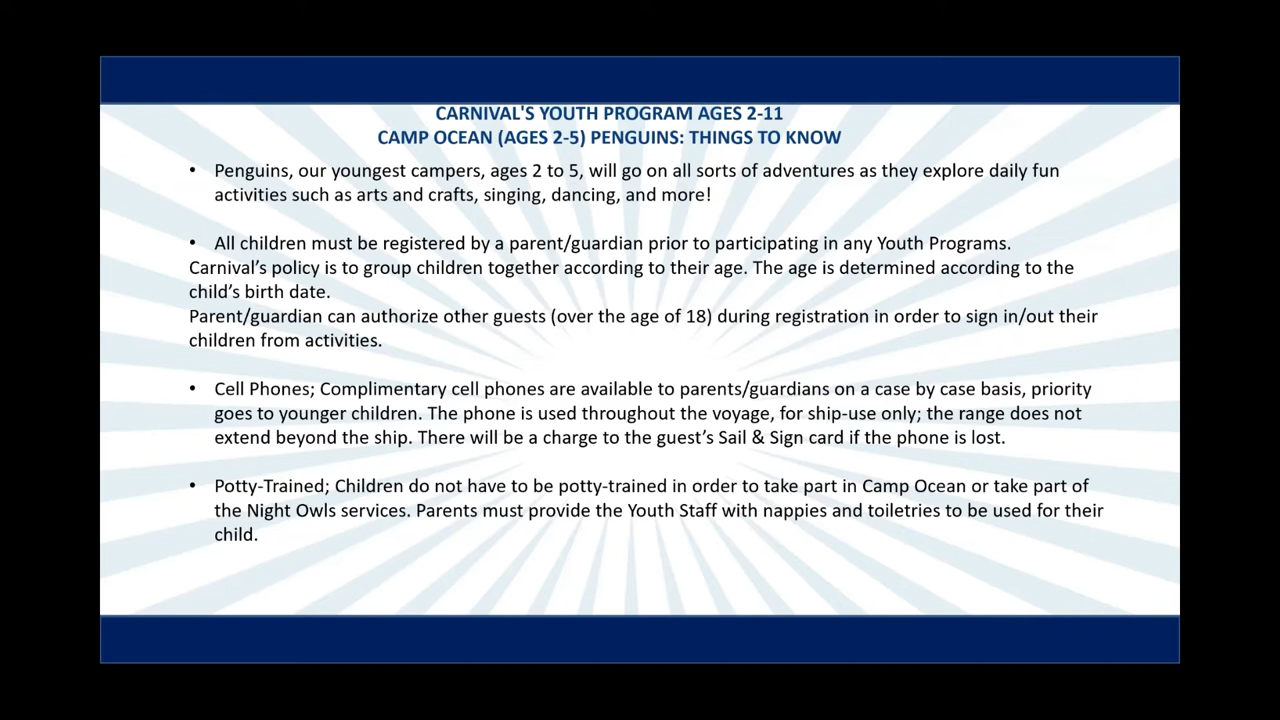 CARNIVAL'S YOUTH PROGRAM AGES 2-11
CAMP OCEAN (AGES 2-5) PENGUINS: THINGS TO KNOW
• Penguins, our youngest campers, ages 2 to 5, will go on all sorts of adventures as they explore daily fun
activities such as arts and crafts, singing, dancing, and more!
• All children must be registered by a parent/guardian prior to participating in any Youth Programs.
Carnival’s policy is to group children together according to their age. The age is determined according to the
child’s birth date.
Parent/guardian can authorize other guests (over the age of 18) during registration in order to sign in/out their
children from activities.
• Cell Phones; Complimentary cell phones are available to parents/guardians on a case by case basis, priority
goes to younger children. The phone is used throughout the voyage, for ship-use only; the range does not
extend beyond the ship. There will be a charge to the guest’s Sail & Sign card if the phone is lost.
• Potty-Trained; Children do not have to be potty-trained in order to take part in Camp Ocean or take part of
the Night Owls services. Parents must provide the Youth Staff with nappies and toiletries to be used for their
child.